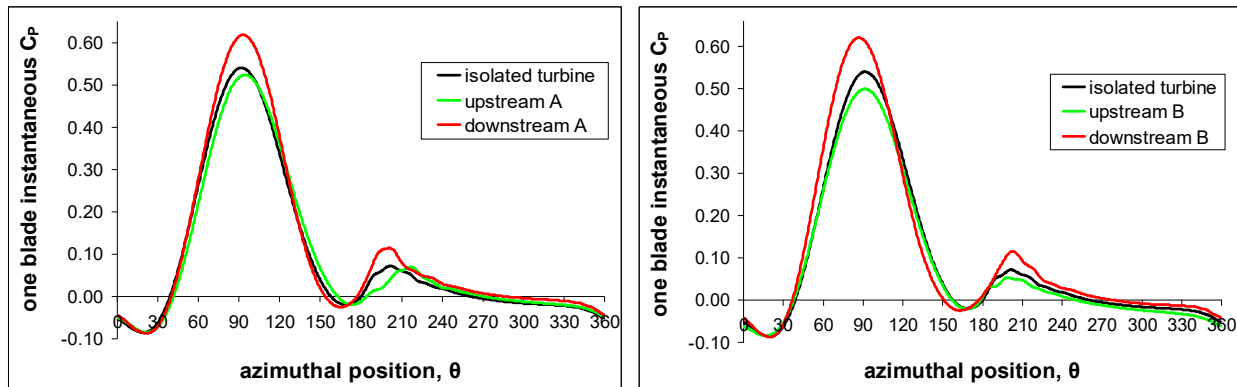 one blade instantaneous CP
0.60
0.50
0.40
0.30
0.20
0.10
0.00
-0.10
isolated turbine
upstream A
downstream A
0 30 60 90 120 150 180 210 240 270 300 330 360
azimuthal position, θ
one blade instantaneous CP
0.60
0.50
0.40
0.30
0.20
0.10
0.00
-0.10
isolated turbine
upstream B
downstream B
0 30 60 90 120 150 180 210 240 270 300 330 360
azimuthal position, θ